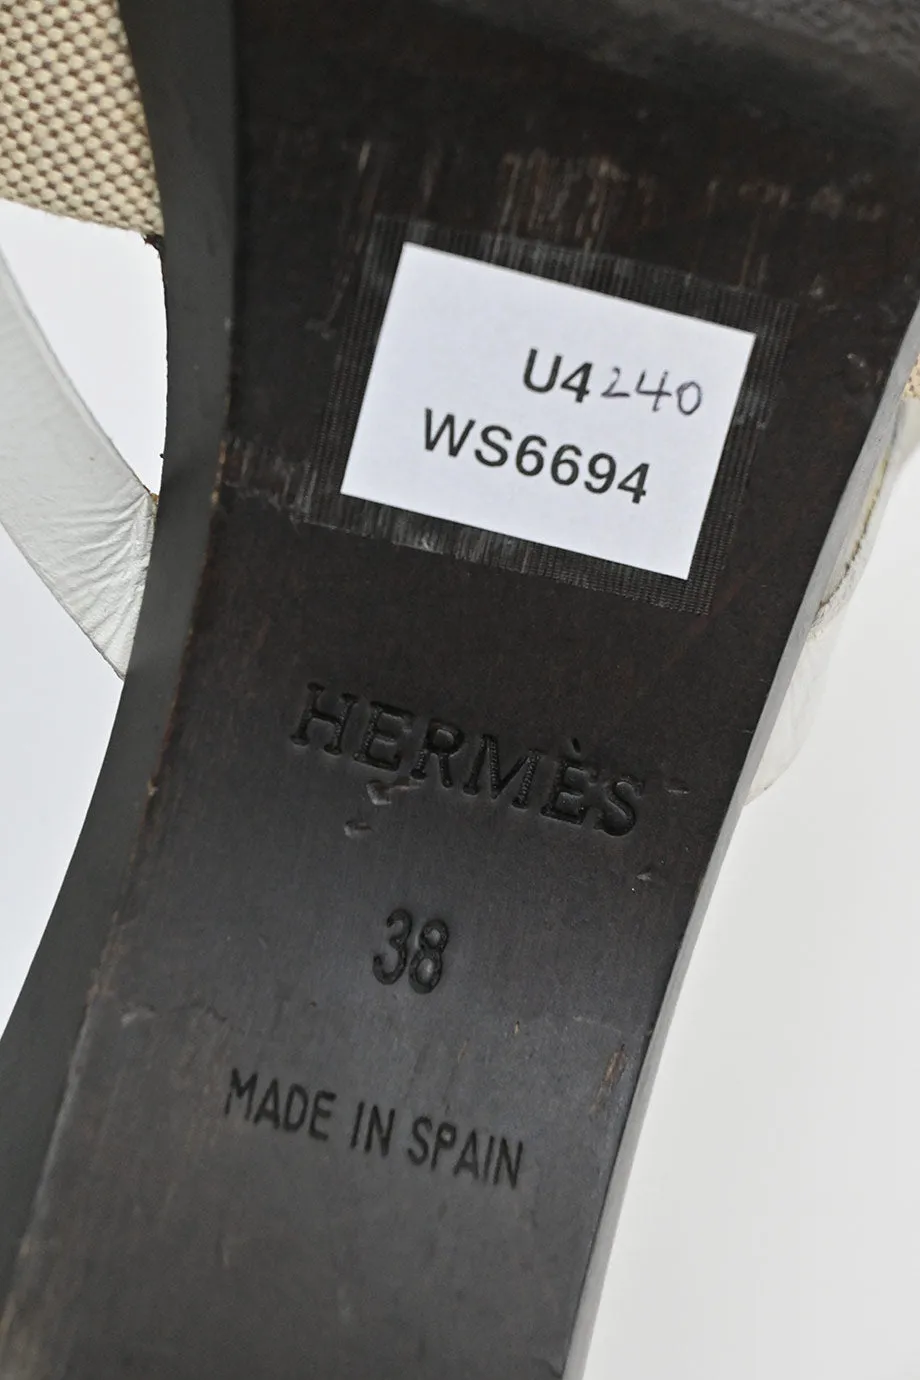 U4240
WS6694
HERMÈS
38
MADE IN SPAIN